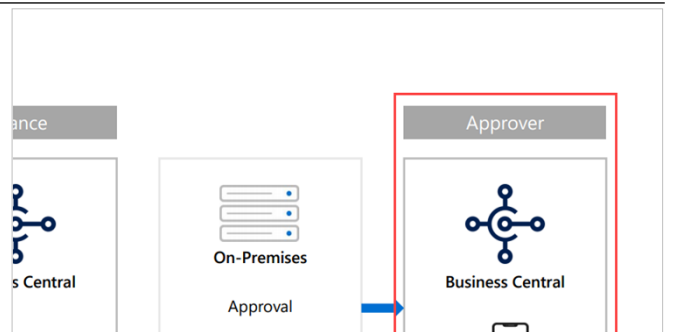 ance
Approver
On-Premises
s Central
Business Central
Approval